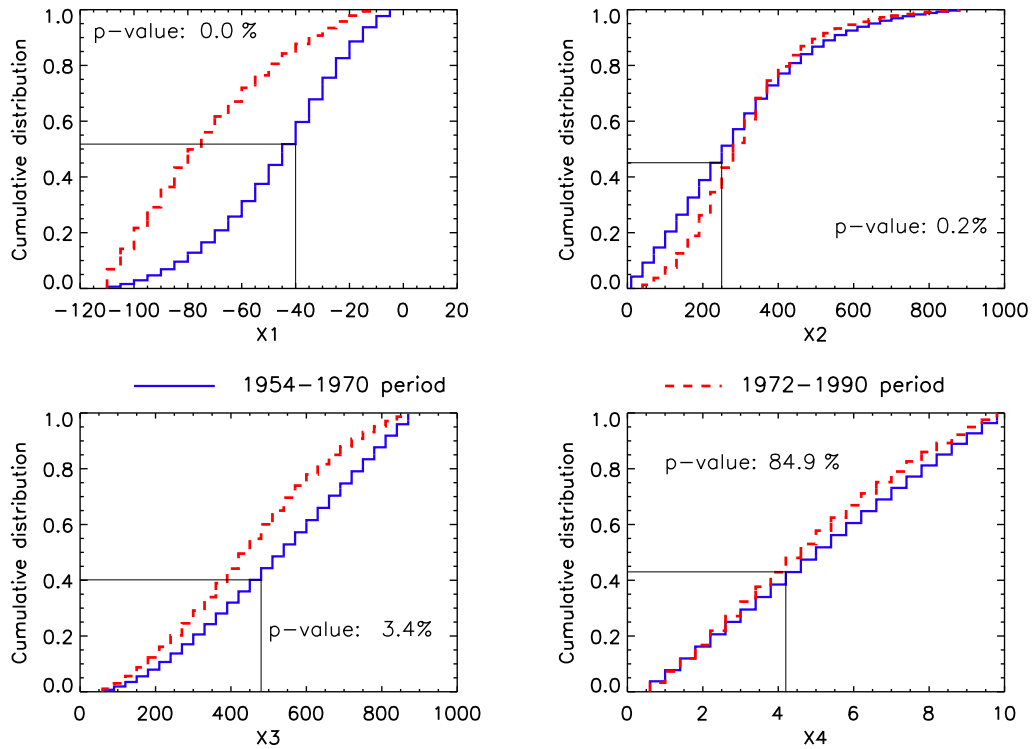 p-value: 0.0 %
Cumulative distribution
1.0
0.8
0.6
0.4
0.2
0.0
-120 -100 -80 -60 -40 -20 0 20
X1
p-value: 0.2%
Cumulative distribution
1.0
0.8
0.6
0.4
0.2
0.0
0 200 400 600 800 1000
X2
1954-1970 period
1972-1990 period
p-value: 3.4%
Cumulative distribution
1.0
0.8
0.6
0.4
0.2
0.0
0 200 400 600 800 1000
X3
p-value: 84.9 %
Cumulative distribution
1.0
0.8
0.6
0.4
0.2
0.0
0 2 4 6 8 10
X4